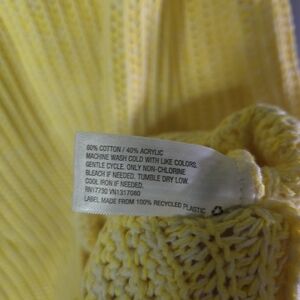 60% COTTON / 40% ACRYLIC
MACHINE WASH COLD WITH LIKE COLORS,
GENTLE CYCLE. ONLY NON-CHLORINE
BLEACH IF NEEDED. TUMBLE DRY LOW.
COOL IRON IF NEEDED.
RN17730 VN1317060
LABEL MADE FROM 100% RECYCLED PLASTIC